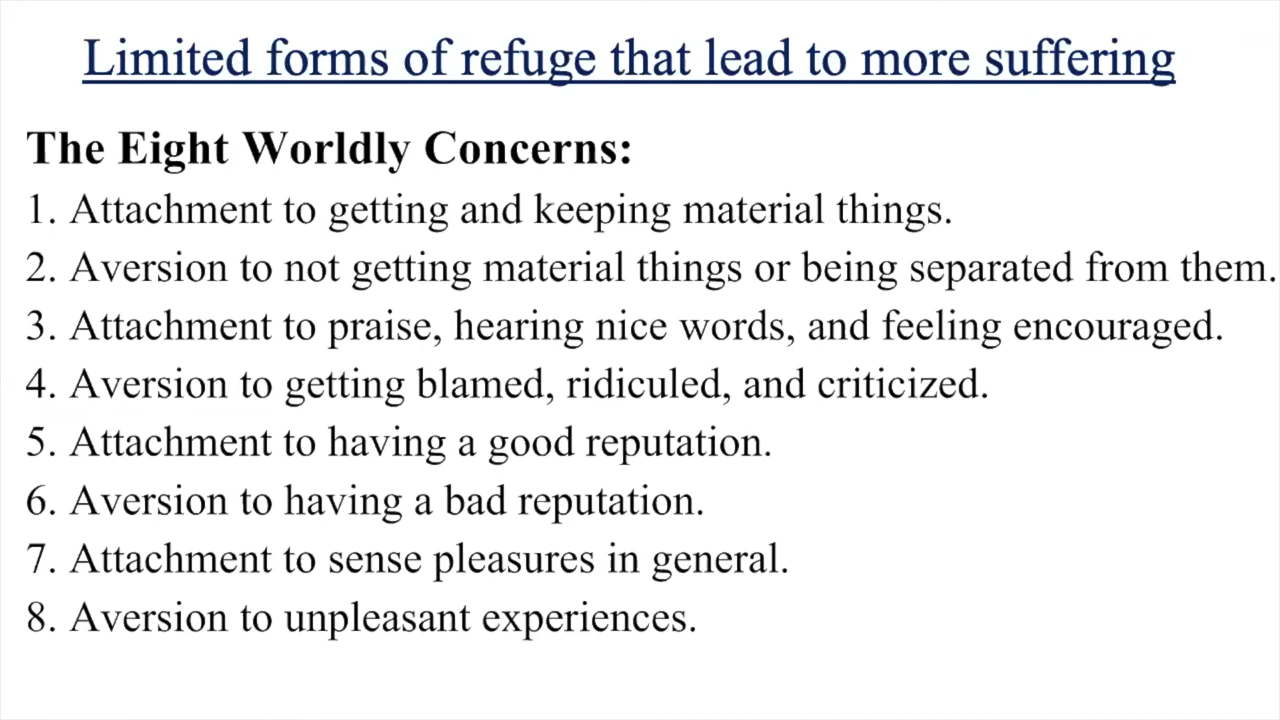 Limited forms of refuge that lead to more suffering
The Eight Worldly Concerns:
1. Attachment to getting and keeping material things.
2. Aversion to not getting material things or being separated from them.
3. Attachment to praise, hearing nice words, and feeling encouraged.
4. Aversion to getting blamed, ridiculed, and criticized.
5. Attachment to having a good reputation.
6. Aversion to having a bad reputation.
7. Attachment to sense pleasures in general.
8. Aversion to unpleasant experiences.